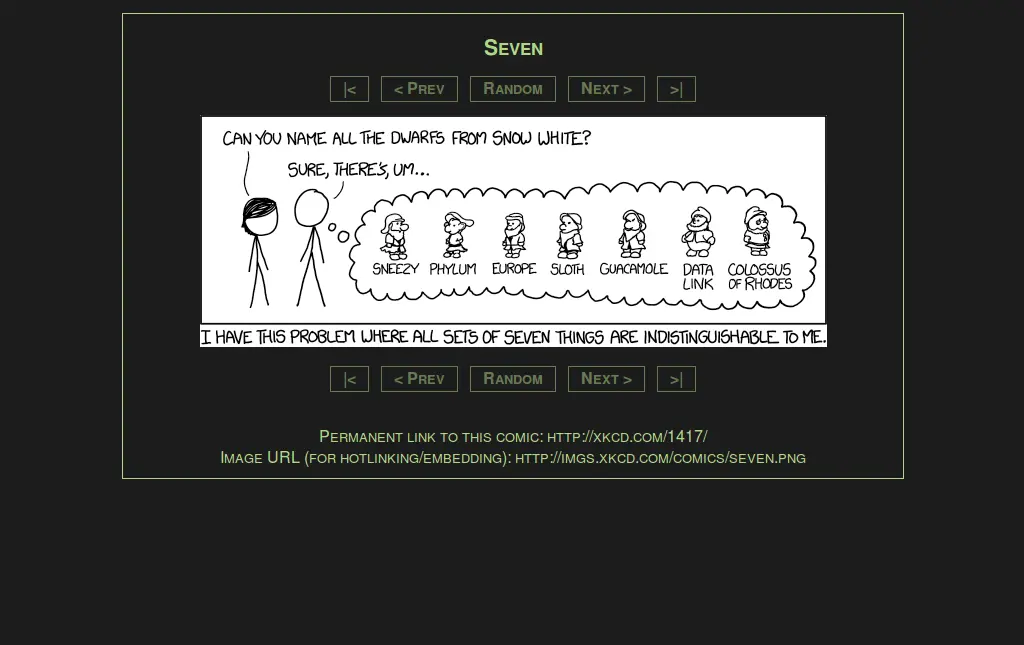 Seven
|<
< Prev
Random
Next >
>|
CAN YOU NAME ALL THE DWARFS FROM SNOW WHITE?
SURE, THERE'S, UM...
SNEEZY
PHYLUM
EUROPE
SLOTH
GUACAMOLE
DATA
LINK
COLOSSUS
OF RHODES
I HAVE THIS PROBLEM WHERE ALL SETS OF SEVEN THINGS ARE INDISTINGUISHABLE TO ME.
|<
< Prev
Random
Next >
>|
Permanent link to this comic: http://xkcd.com/1417/
Image URL (for hotlinking/embedding): http://imgs.xkcd.com/comics/seven.png